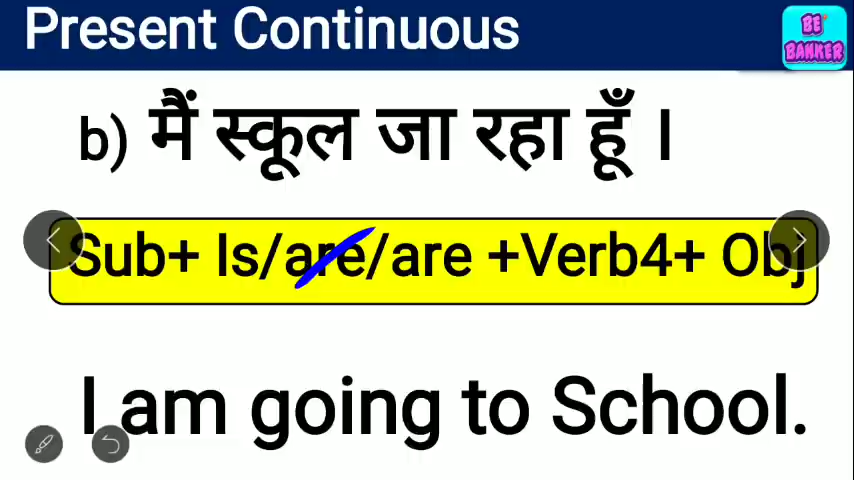 Present Continuous
BE
BANKER
b) मैं स्कूल जा रहा हूँ ।
Sub+ Is/are/are +Verb4+ Obj
I am going to School.